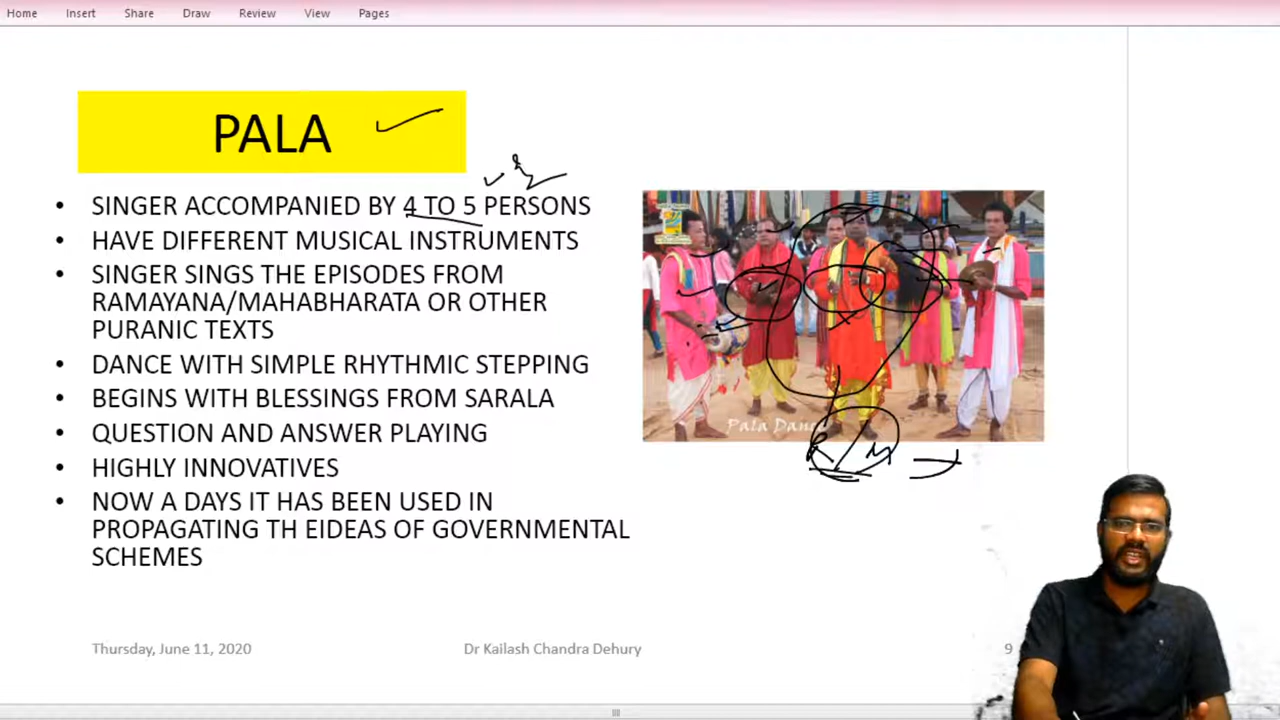 Home Insert Share Draw Review View Pages
PALA
• SINGER ACCOMPANIED BY 4 TO 5 PERSONS
• HAVE DIFFERENT MUSICAL INSTRUMENTS
• SINGER SINGS THE EPISODES FROM
RAMAYANA/MAHABHARATA OR OTHER
PURANIC TEXTS
• DANCE WITH SIMPLE RHYTHMIC STEPPING
• BEGINS WITH BLESSINGS FROM SARALA
• QUESTION AND ANSWER PLAYING
• HIGHLY INNOVATIVES
• NOW A DAYS IT HAS BEEN USED IN
PROPAGATING TH EIDEAS OF GOVERNMENTAL
SCHEMES
Pala Dance
R/M
Thursday, June 11, 2020 Dr Kailash Chandra Dehury 9